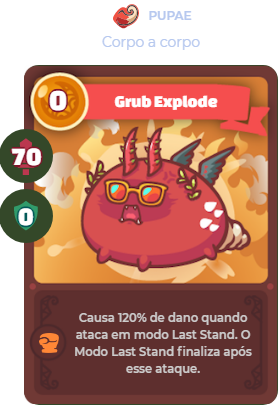 PUPAE
Corpo a corpo
0
Grub Explode
70
0
Causa 120% de dano quando
ataca em modo Last Stand. O
Modo Last Stand finaliza após
esse ataque.